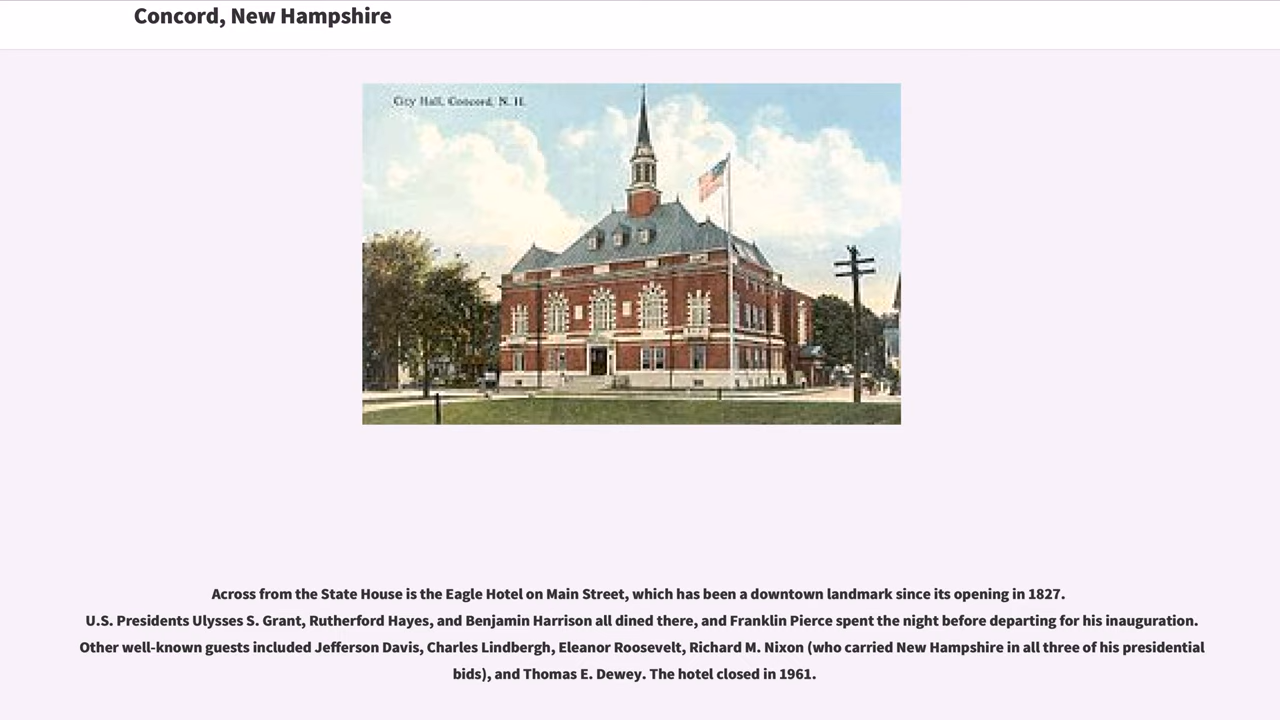 Concord, New Hampshire
City Hall, Concord, N. H.
Across from the State House is the Eagle Hotel on Main Street, which has been a downtown landmark since its opening in 1827.
U.S. Presidents Ulysses S. Grant, Rutherford Hayes, and Benjamin Harrison all dined there, and Franklin Pierce spent the night before departing for his inauguration.
Other well-known guests included Jefferson Davis, Charles Lindbergh, Eleanor Roosevelt, Richard M. Nixon (who carried New Hampshire in all three of his presidential
bids), and Thomas E. Dewey. The hotel closed in 1961.